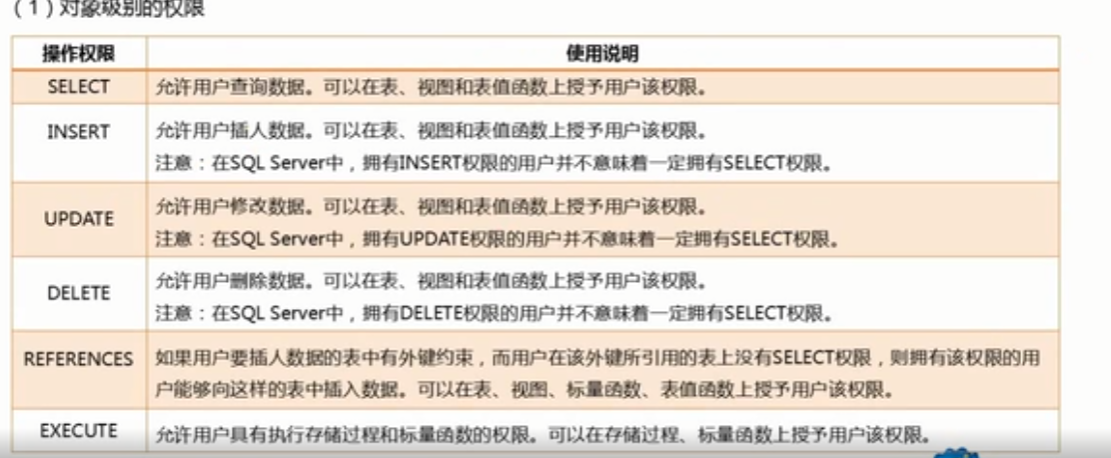 （1）对象级别的权限
操作权限 使用说明
SELECT 允许用户查询数据。可以在表、视图和表值函数上授予用户该权限。
INSERT 允许用户插人数据。可以在表、视图和表值函数上授予用户该权限。
注意：在SQL Server中，拥有INSERT权限的用户并不意味着一定拥有SELECT权限。
UPDATE 允许用户修改数据。可以在表、视图和表值函数上授予用户该权限。
注意：在SQL Server中，拥有UPDATE权限的用户并不意味着一定拥有SELECT权限。
DELETE 允许用户删除数据。可以在表、视图和表值函数上授予用户该权限。
注意：在SQL Server中，拥有DELETE权限的用户并不意味着一定拥有SELECT权限。
REFERENCES 如果用户要插人数据的表中有外键约束，而用户在该外键所引用的表上没有SELECT权限，则拥有该权限的用
户能够向这样的表中插入数据。可以在表、视图、标量函数、表值函数上授予用户该权限。
EXECUTE 允许用户具有执行存储过程和标量函数的权限。可以在存储过程、标量函数上授予用户该权限。